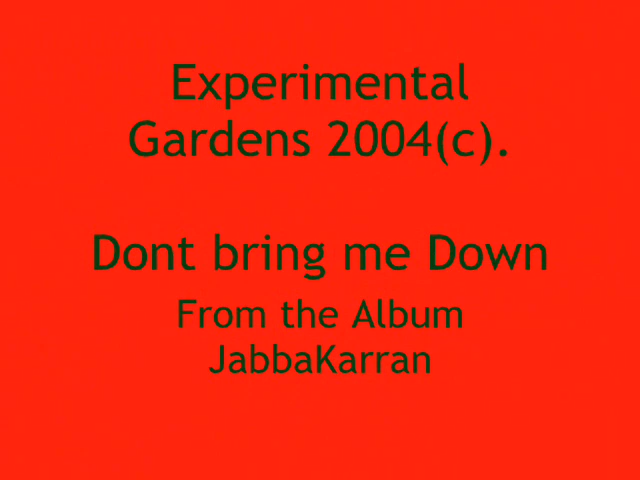 Experimental
Gardens 2004(c).
Dont bring me Down
From the Album
JabbaKarran